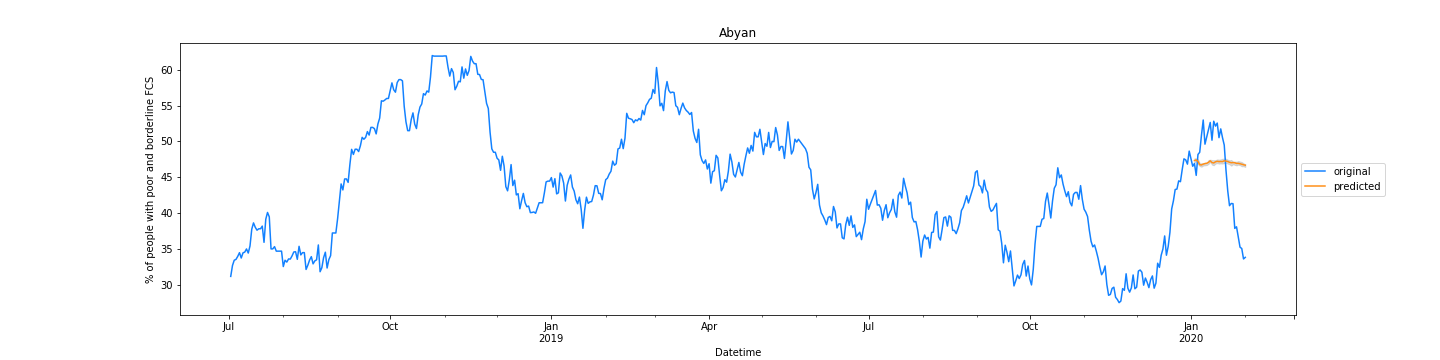 Abyan
% of people with poor and borderline FCS
60
55
50
45
40
35
30
original
predicted
Jul
Oct
Jan
2019
Apr
Jul
Oct
Jan
2020
Datetime